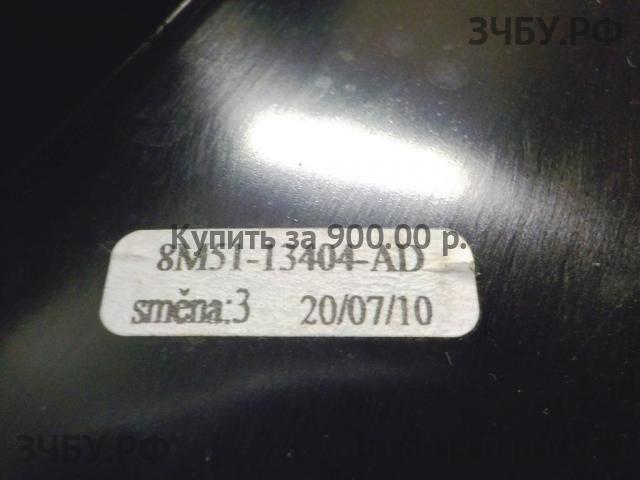 ЗЧБУ.РФ
Купить за 900.00 р.
8M51-13404-AD
směna:3 20/07/10
ЗЧБУ.РФ